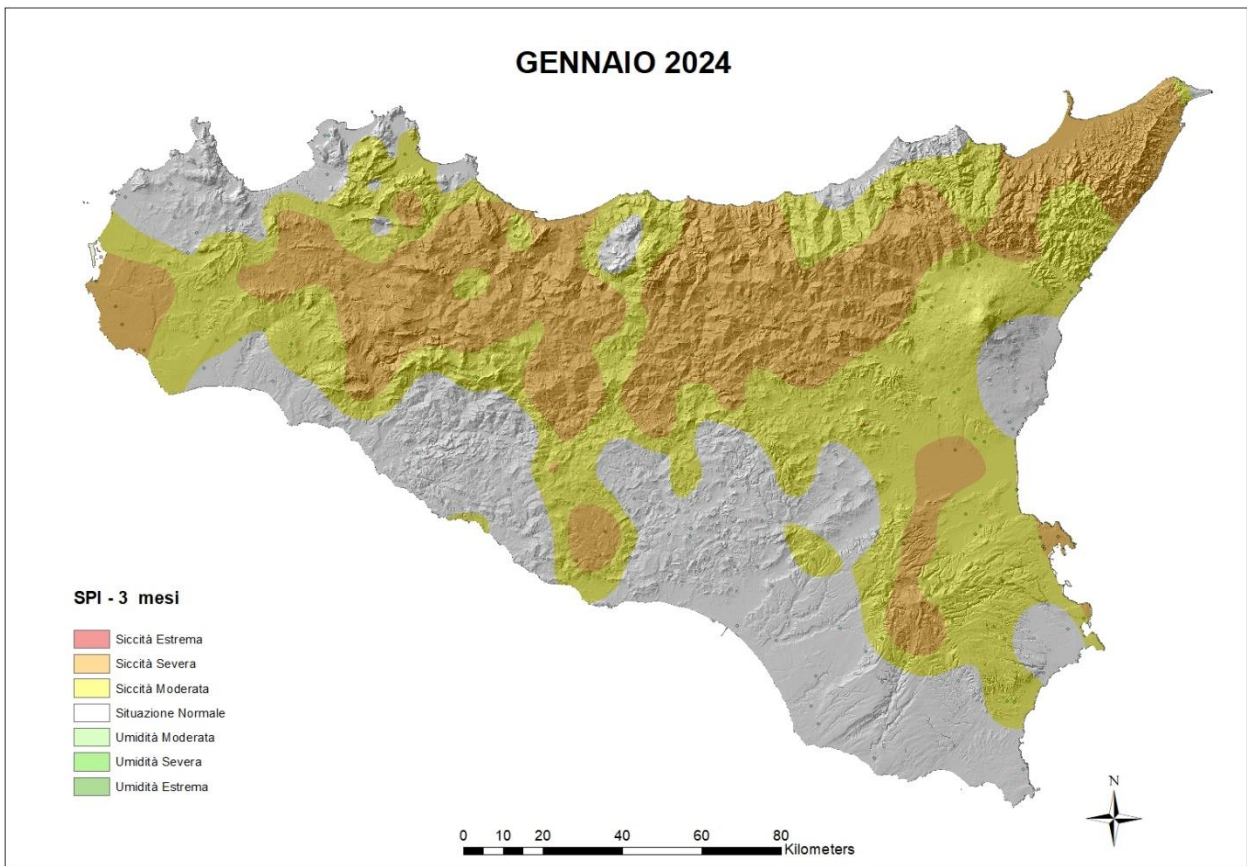 GENNAIO 2024
SPI - 3 mesi
Siccità Estrema
Siccità Severa
Siccità Moderata
Situazione Normale
Umidità Moderata
Umidità Severa
Umidità Estrema
N
0 10 20 40 60 80
Kilometers